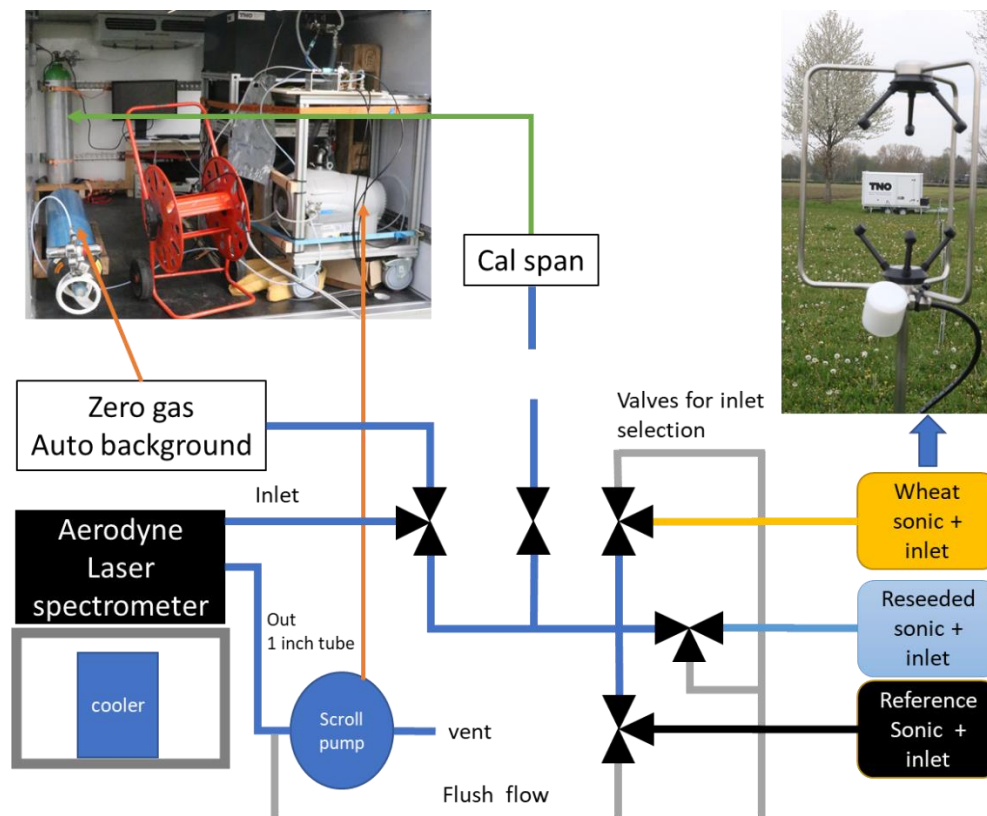 TNO
TNO
Cal span
Zero gas
Auto background
Valves for inlet
selection
Inlet
Aerodyne
Laser
spectrometer
Out
1 inch tube
cooler
Scroll
pump
vent
Flush flow
Wheat
sonic +
inlet
Reseeded
sonic +
inlet
Reference
Sonic +
inlet